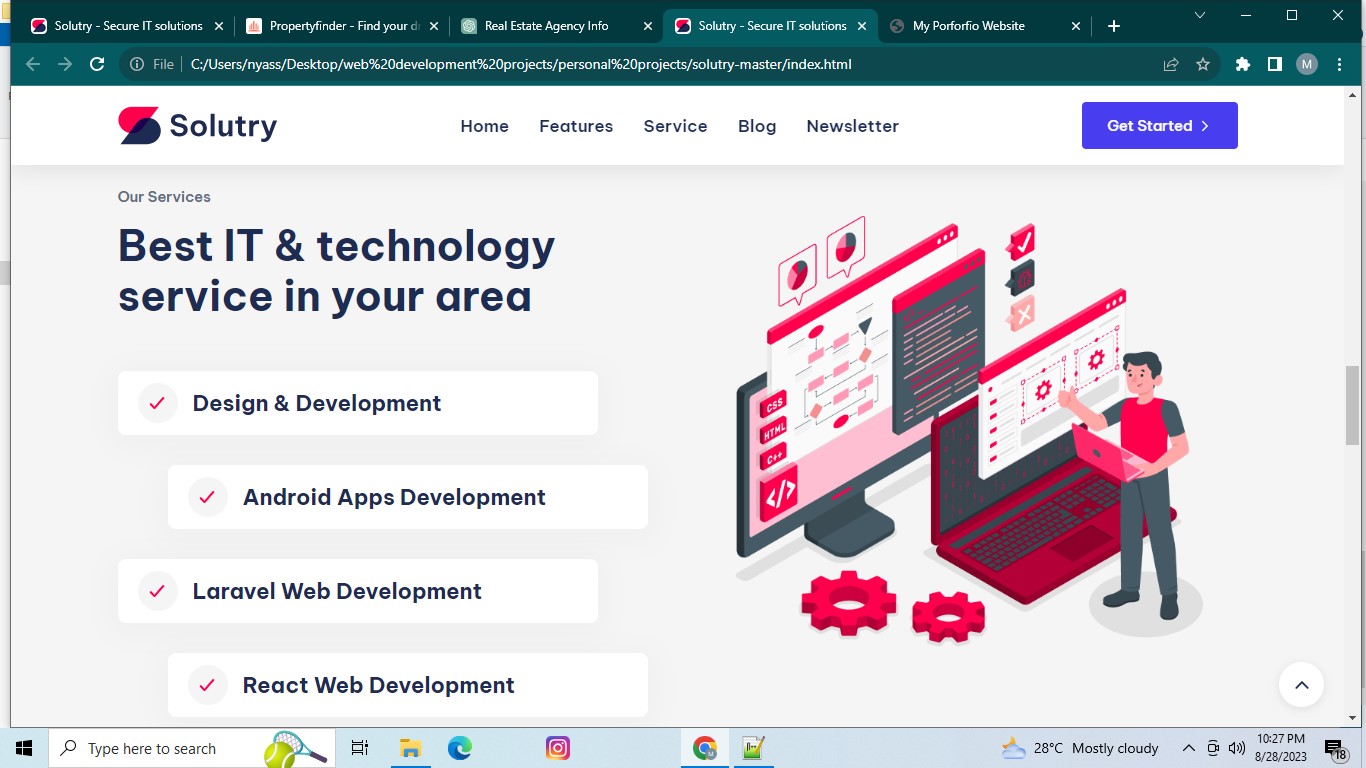 Solutry - Secure IT solutions
Propertyfinder - Find your d
Real Estate Agency Info
Solutry - Secure IT solutions
My Porforfio Website
File
C:/Users/nyass/Desktop/web%20development%20projects/personal%20projects/solutry-master/index.html
M
Solutry
Home
Features
Service
Blog
Newsletter
Get Started
Our Services
Best IT & technology
service in your area
Design & Development
Android Apps Development
Laravel Web Development
React Web Development
CSS
HTML
C++
</>
Type here to search
28°C Mostly cloudy
10:27 PM
8/28/2023
18